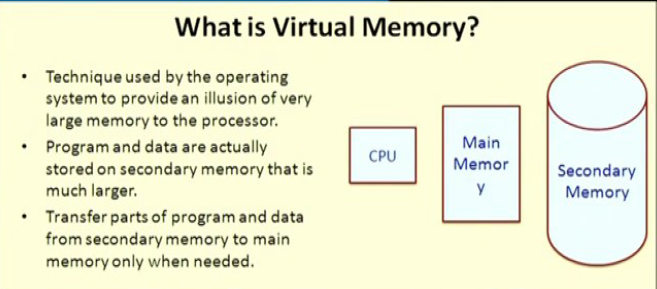 What is Virtual Memory?
• Technique used by the operating
system to provide an illusion of very
large memory to the processor.
• Program and data are actually
stored on secondary memory that is
much larger.
• Transfer parts of program and data
from secondary memory to main
memory only when needed.
CPU
Main
Memor
y
Secondary
Memory